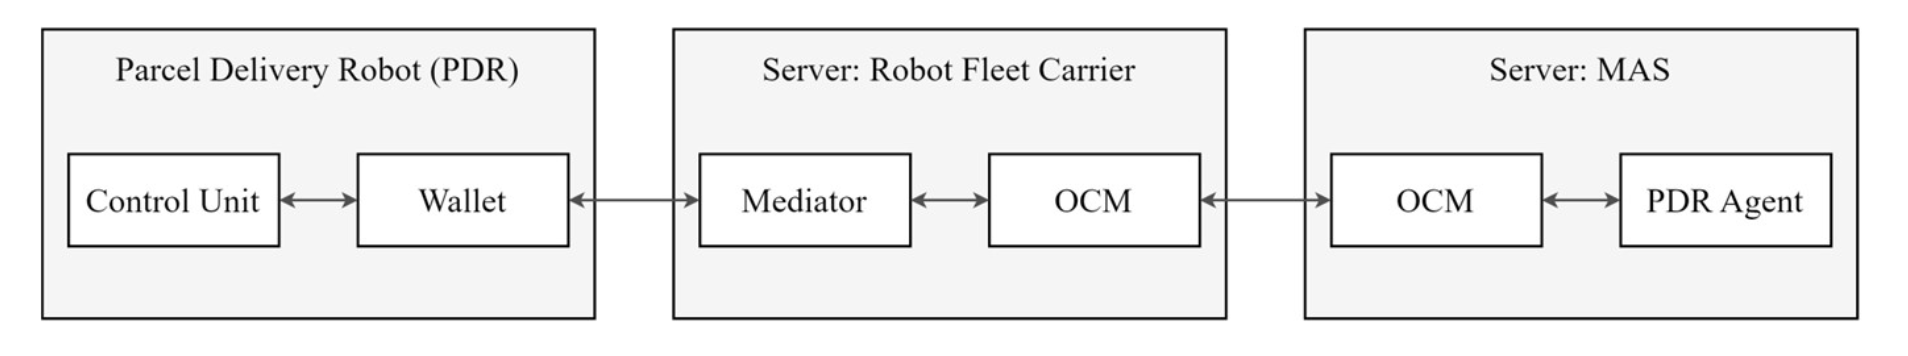 Parcel Delivery Robot (PDR)
Control Unit
Wallet
Server: Robot Fleet Carrier
Mediator
OCM
Server: MAS
OCM
PDR Agent